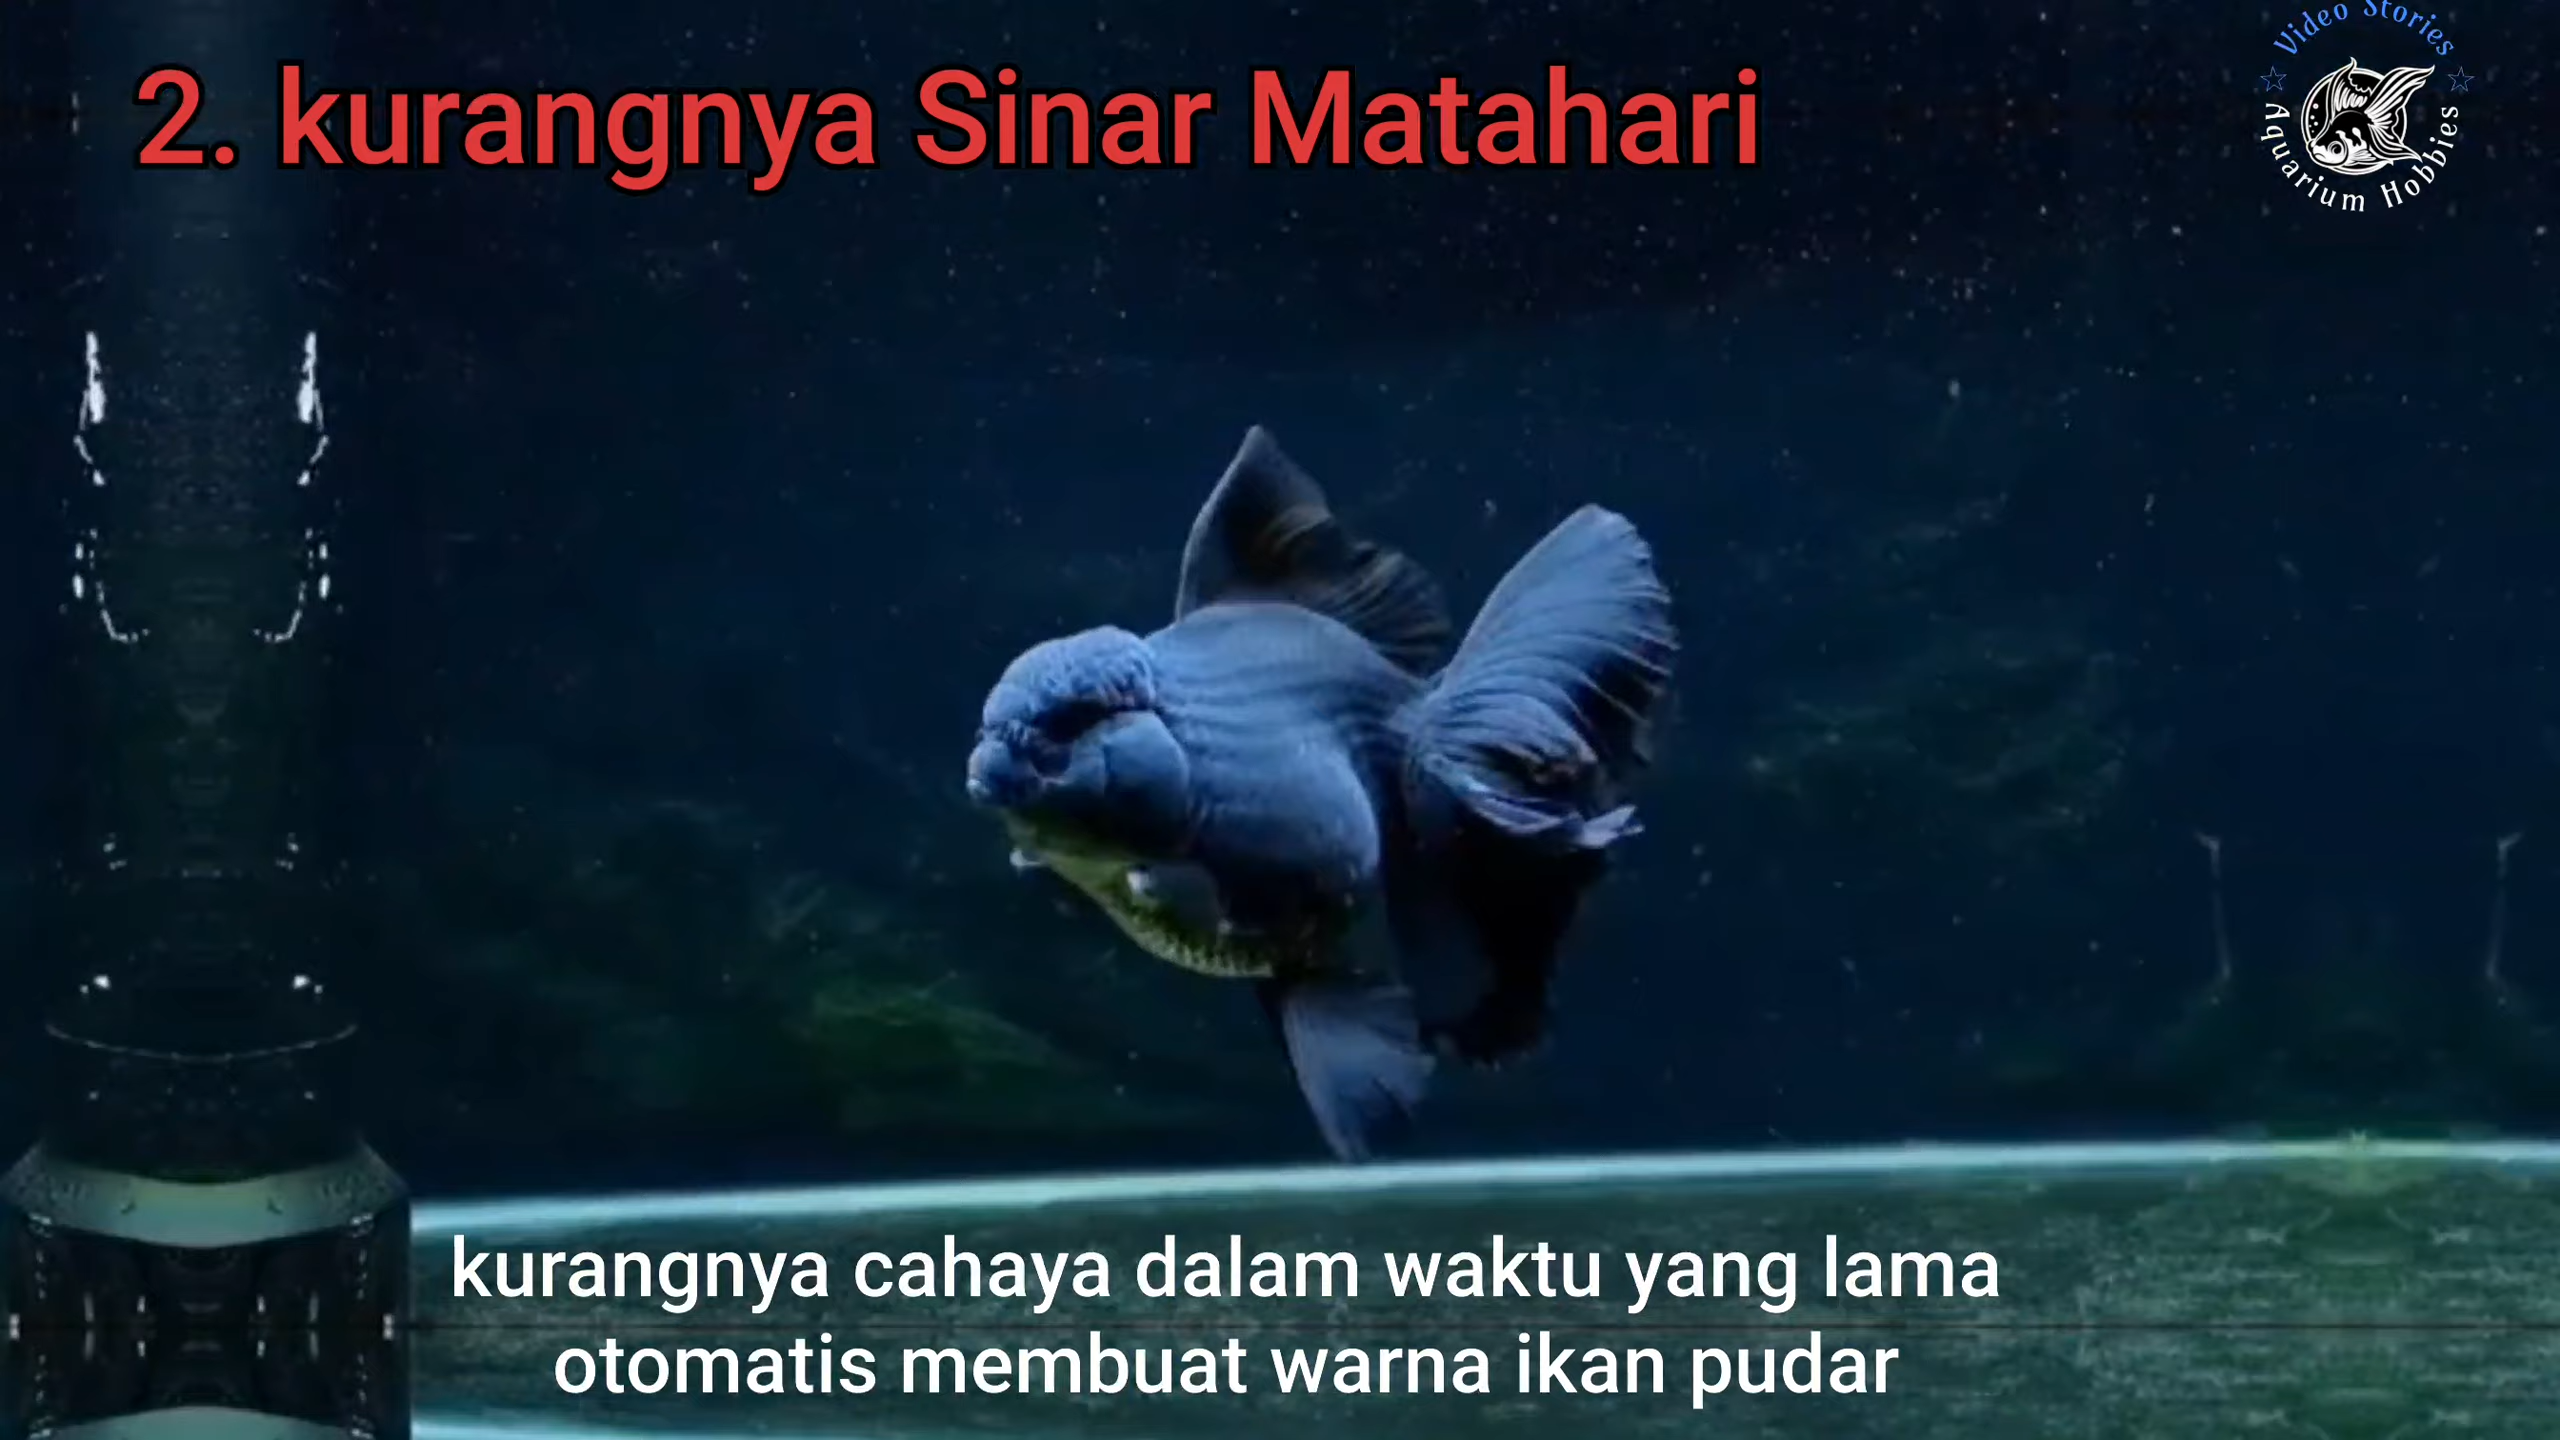 2. kurangnya Sinar Matahari
Video Stories
Aquarium Hobbies
kurangnya cahaya dalam waktu yang lama
otomatis membuat warna ikan pudar